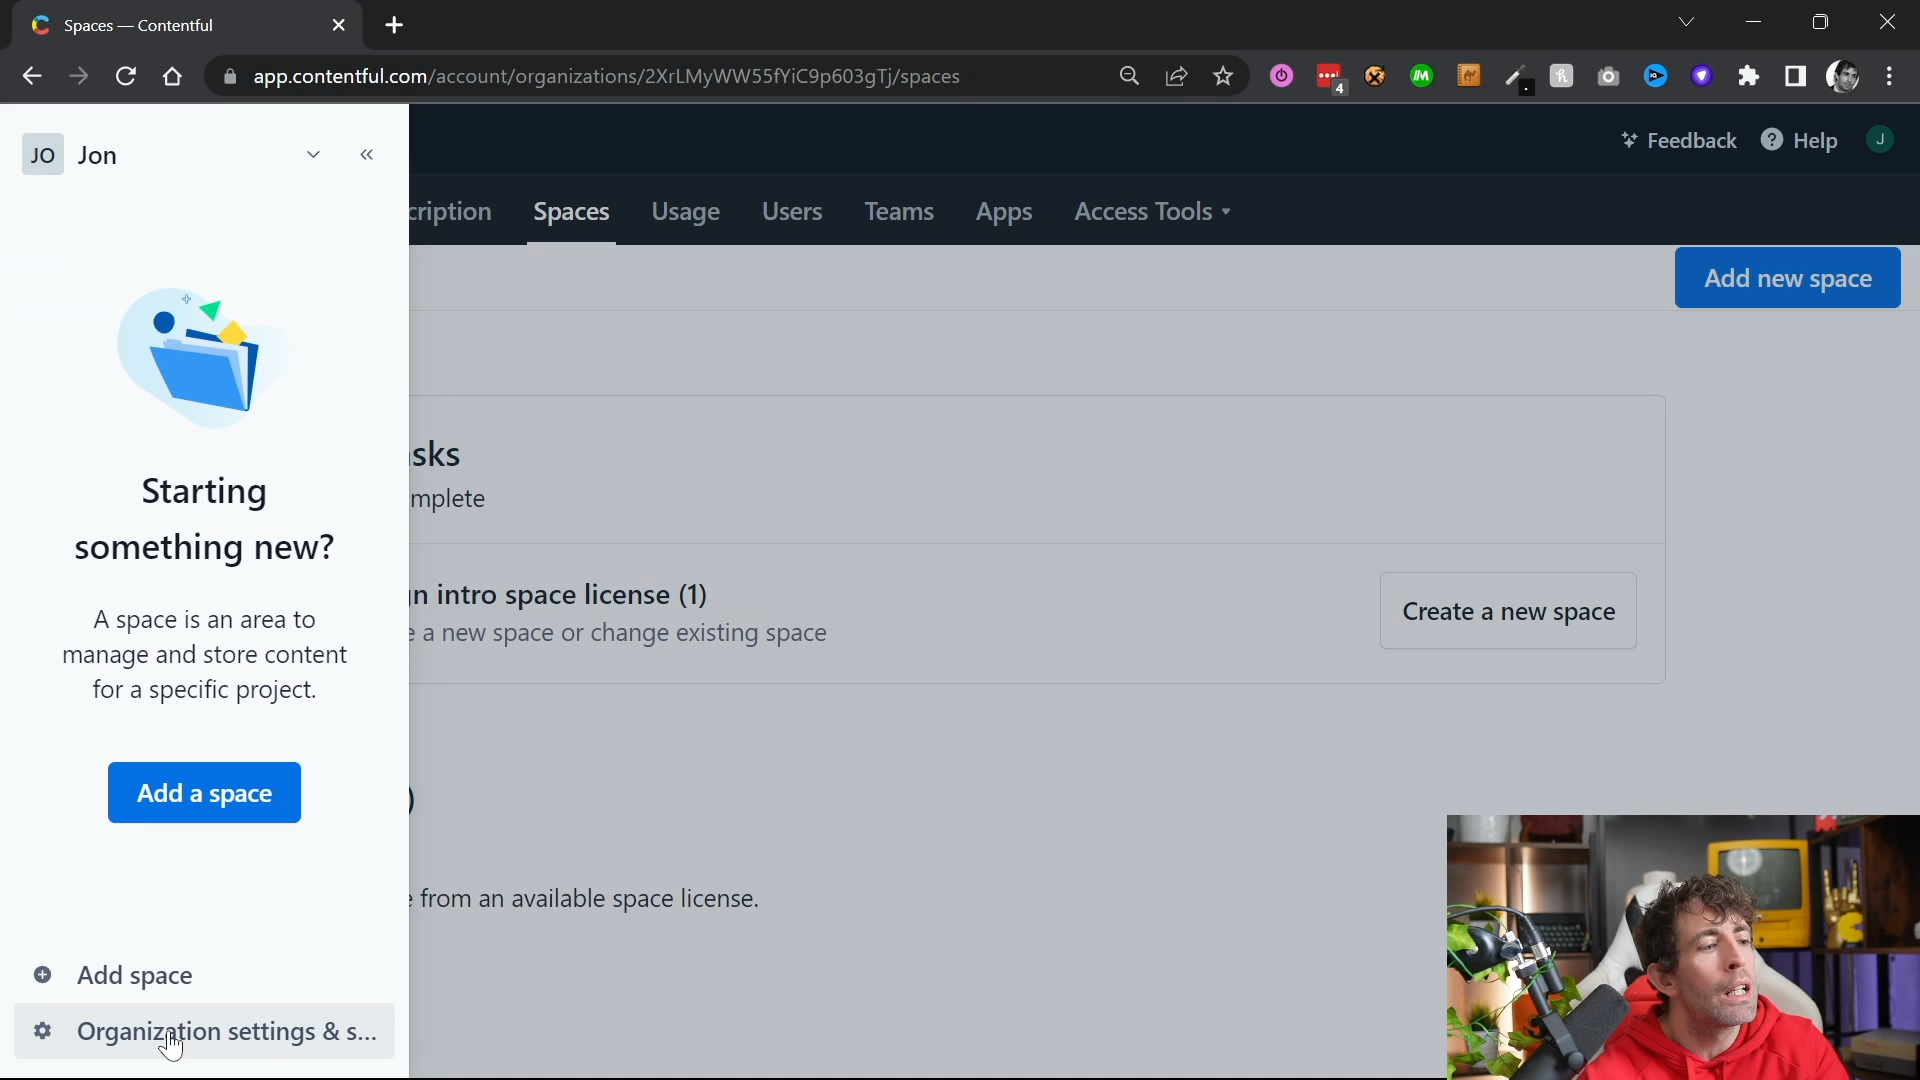 Spaces — Contentful
app.contentful.com/account/organizations/2XrLMyWW55fYiC9p603gTj/spaces
4
JO Jon
Feedback ? Help J
cription Spaces Usage Users Teams Apps Access Tools
Add new space
Starting
something new?
A space is an area to
manage and store content
for a specific project.
Add a space
Add space
Organization settings & s...
sks
mplete
n intro space license (1)
a new space or change existing space
Create a new space
)
from an available space license.